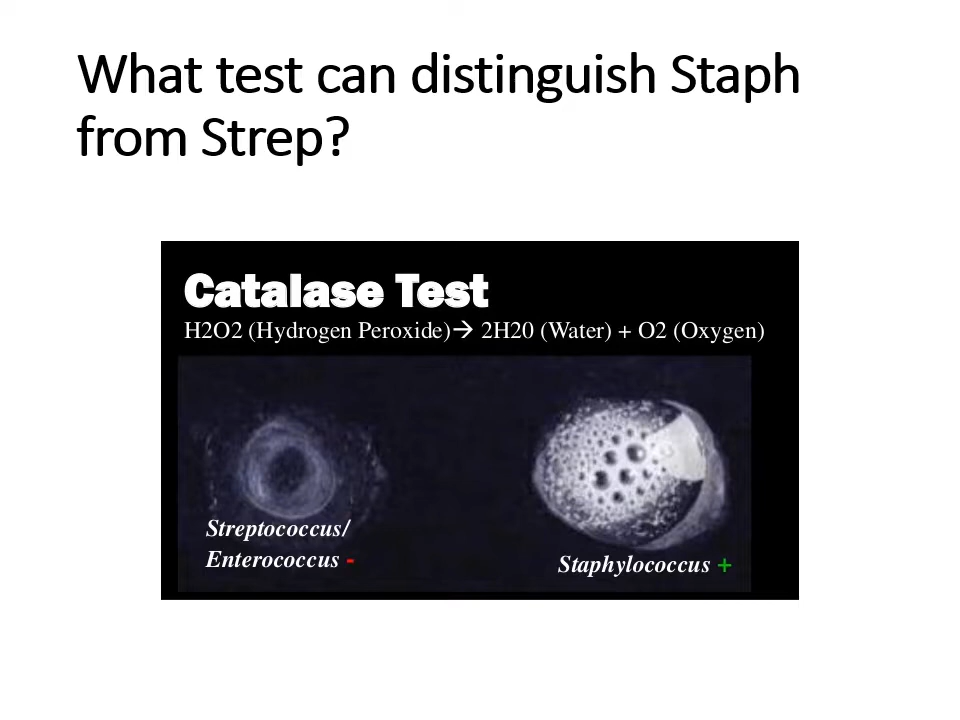 What test can distinguish Staph
from Strep?
Catalase Test
H2O2 (Hydrogen Peroxide)→ 2H20 (Water) + O2 (Oxygen)
Streptococcus/
Enterococcus -
Staphylococcus +